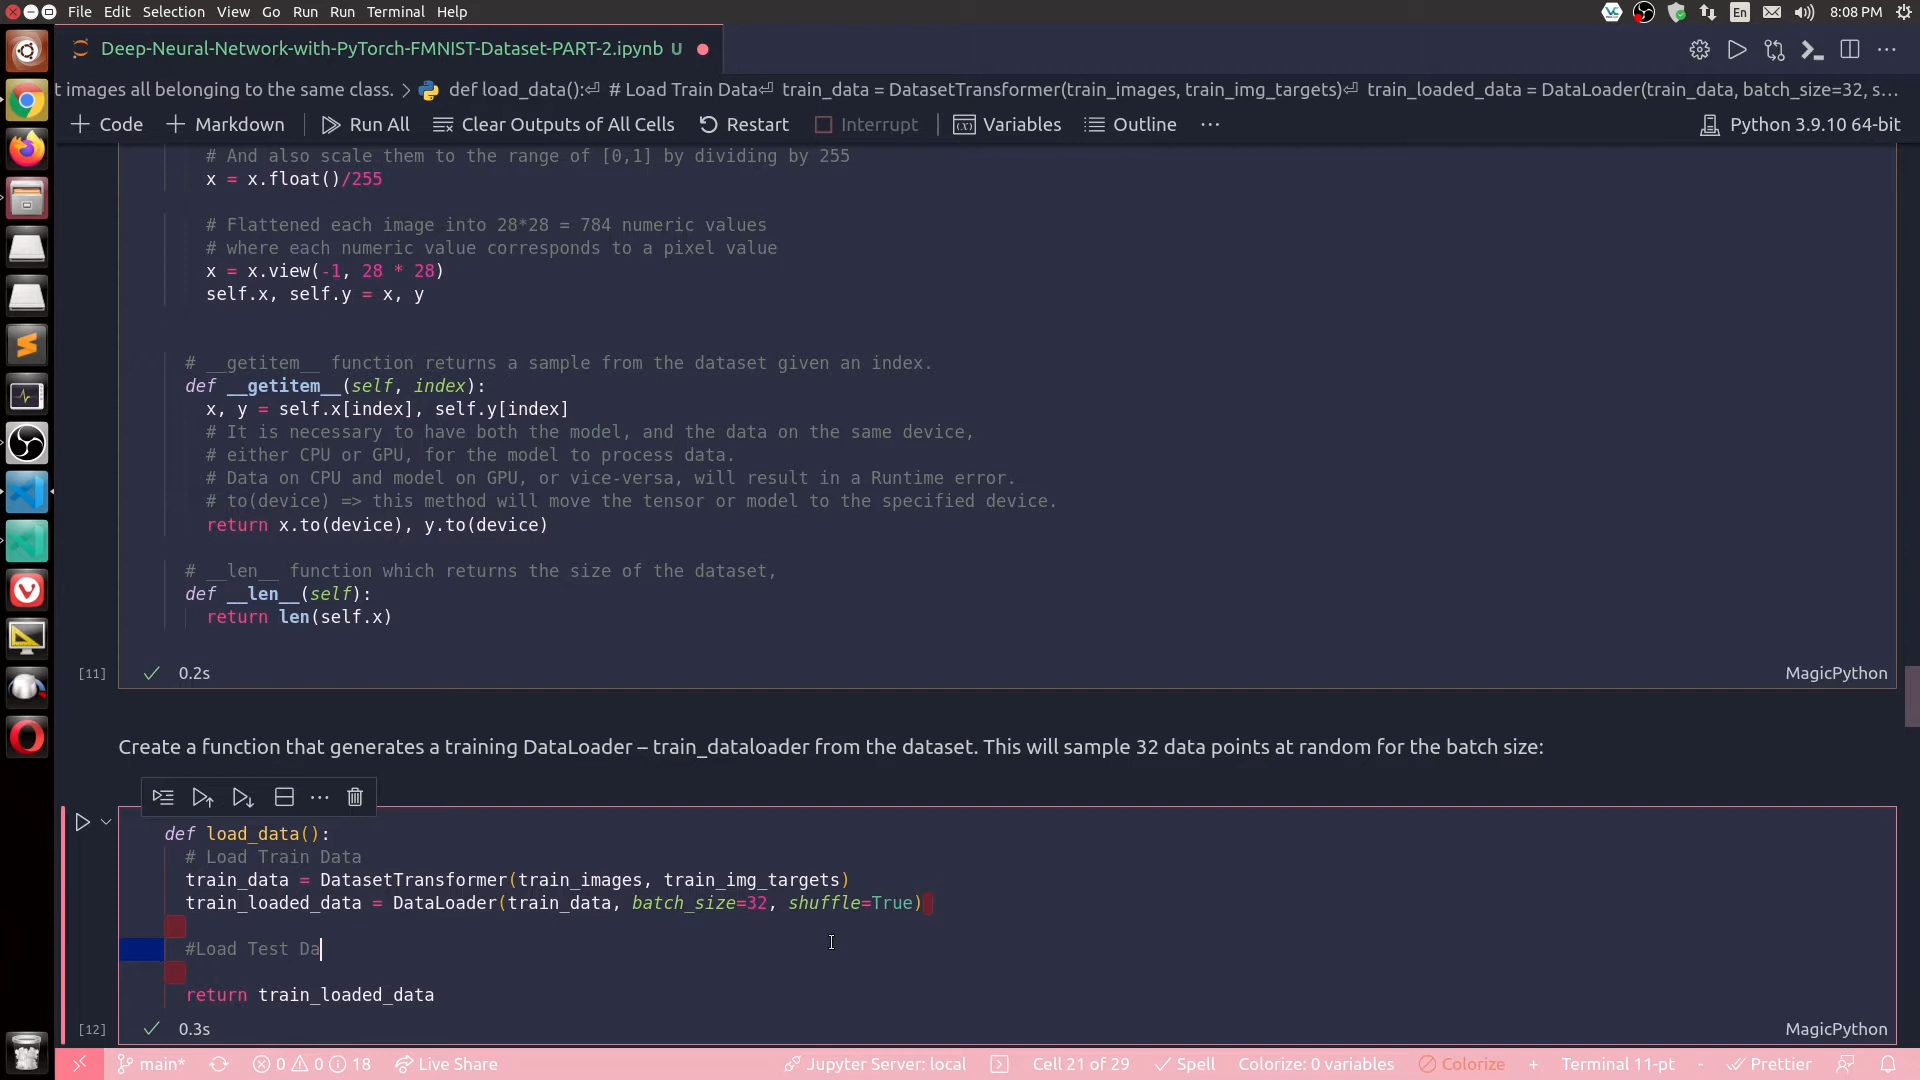 File Edit Selection View Go Run Run Terminal Help
En 8:08 PM
Deep-Neural-Network-with-PyTorch-FMNIST-Dataset-PART-2.ipynb U
t images all belonging to the same class. > def load_data():⏎ # Load Train Data⏎ train_data = DatasetTransformer(train_images, train_img_targets)⏎ train_loaded_data = DataLoader(train_data, batch_size=32, s...
+ Code + Markdown Run All Clear Outputs of All Cells Restart Interrupt Variables Outline ... Python 3.9.10 64-bit
# And also scale them to the range of [0,1] by dividing by 255
x = x.float()/255
# Flattened each image into 28*28 = 784 numeric values
# where each numeric value corresponds to a pixel value
x = x.view(-1, 28 * 28)
self.x, self.y = x, y
# __getitem__ function returns a sample from the dataset given an index.
def __getitem__(self, index):
x, y = self.x[index], self.y[index]
# It is necessary to have both the model, and the data on the same device,
# either CPU or GPU, for the model to process data.
# Data on CPU and model on GPU, or vice-versa, will result in a Runtime error.
# to(device) => this method will move the tensor or model to the specified device.
return x.to(device), y.to(device)
# __len__ function which returns the size of the dataset,
def __len__(self):
return len(self.x)
[11] 0.2s MagicPython
Create a function that generates a training DataLoader – train_dataloader from the dataset. This will sample 32 data points at random for the batch size:
def load_data():
# Load Train Data
train_data = DatasetTransformer(train_images, train_img_targets)
train_loaded_data = DataLoader(train_data, batch_size=32, shuffle=True)
#Load Test Da
return train_loaded_data
[12] 0.3s MagicPython
main* 0 0 18 Live Share Jupyter Server: local Cell 21 of 29 Spell Colorize: 0 variables Colorize + Terminal 11-pt - Prettier